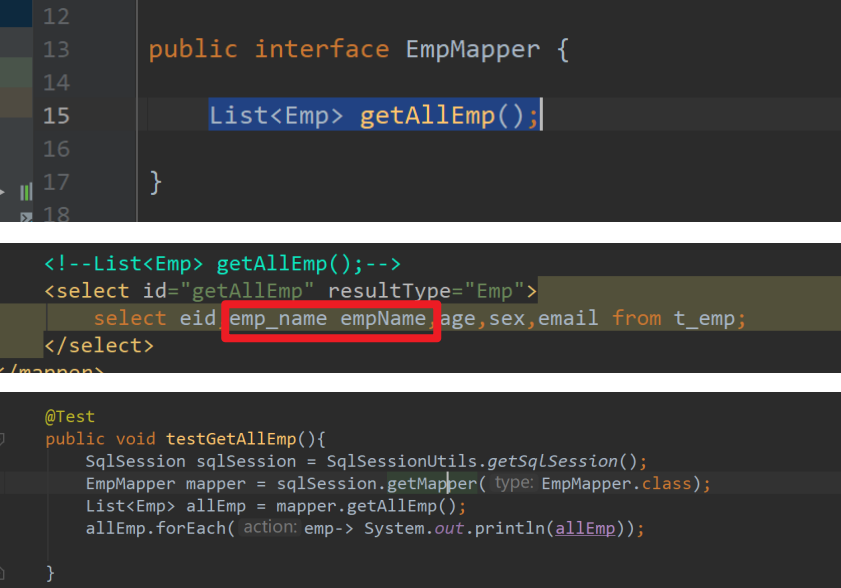 12
13 public interface EmpMapper {
14
15 List<Emp> getAllEmp();
16
17 }
18
<!--List<Emp> getAllEmp();-->
<select id="getAllEmp" resultType="Emp">
select eid,emp_name empName,age,sex,email from t_emp;
</select>
</mapper>
@Test
public void testGetAllEmp(){
SqlSession sqlSession = SqlSessionUtils.getSqlSession();
EmpMapper mapper = sqlSession.getMapper( type: EmpMapper.class);
List<Emp> allEmp = mapper.getAllEmp();
allEmp.forEach( action: emp-> System.out.println(allEmp));
}